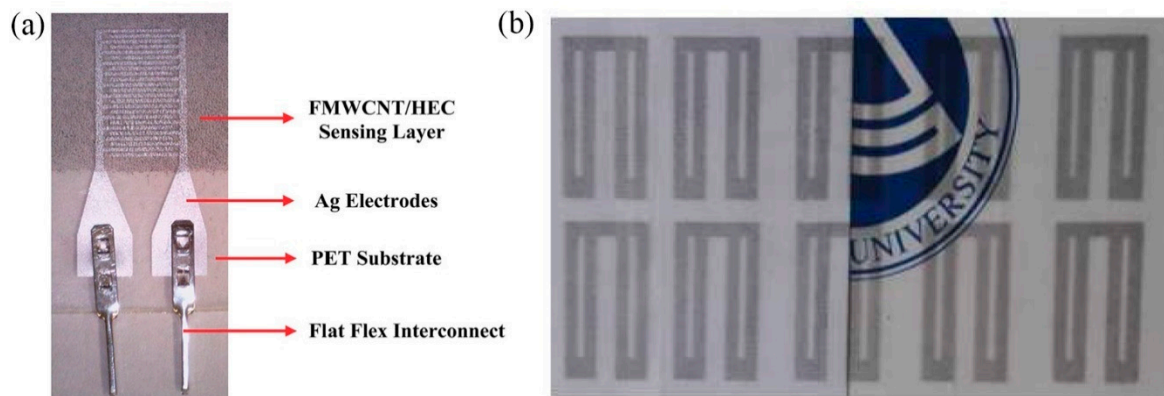 (a)
FMWCNT/HEC
Sensing Layer
Ag Electrodes
PET Substrate
Flat Flex Interconnect
(b)
UNIVERSITY